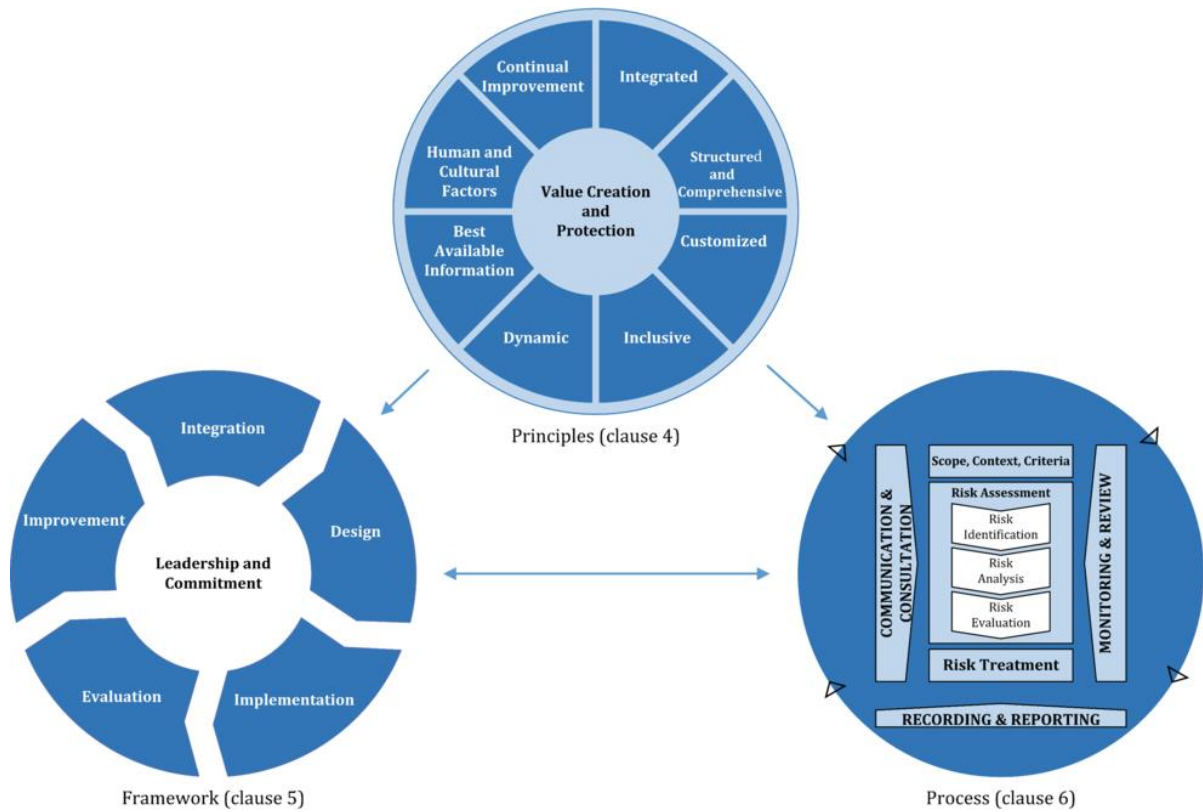 Continual
Improvement
Integrated
Human and
Cultural
Factors
Structured
and
Comprehensive
Value Creation
and
Protection
Best
Available
Information
Customized
Dynamic
Inclusive
Principles (clause 4)
Integration
Improvement
Design
Leadership and
Commitment
Evaluation
Implementation
Framework (clause 5)
Scope, Context, Criteria
Risk Assessment
Risk
Identification
Risk
Analysis
Risk
Evaluation
Risk Treatment
COMMUNICATION &
CONSULTATION
MONITORING & REVIEW
RECORDING & REPORTING
Process (clause 6)